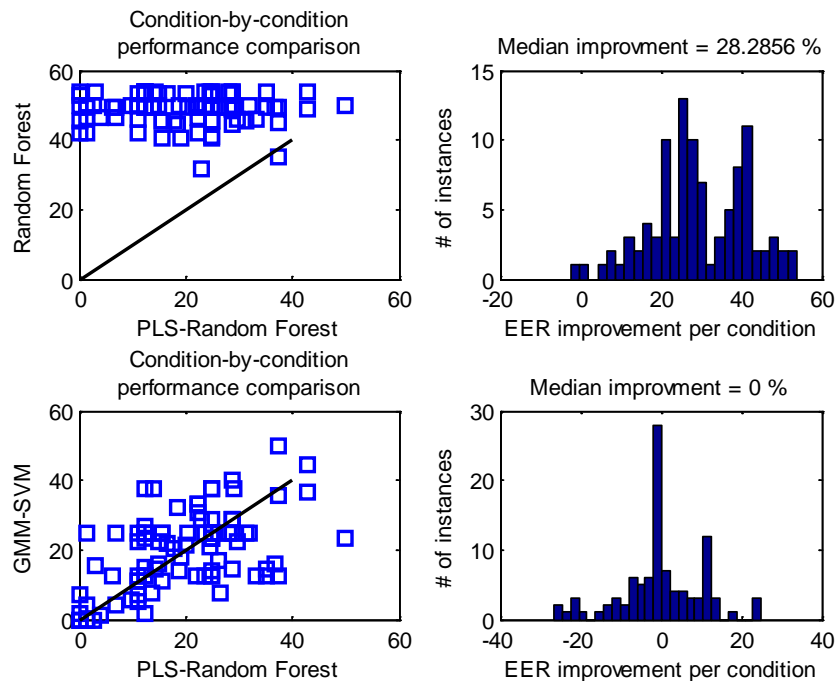 Condition-by-condition
performance comparison
60
40
20
0
0
20
40
60
Random Forest
PLS-Random Forest
Median improvment = 28.2856 %
15
10
5
0
-20
0
20
40
60
# of instances
EER improvement per condition
Condition-by-condition
performance comparison
60
40
20
0
0
20
40
60
GMM-SVM
PLS-Random Forest
Median improvment = 0 %
30
20
10
0
-40
-20
0
20
40
# of instances
EER improvement per condition